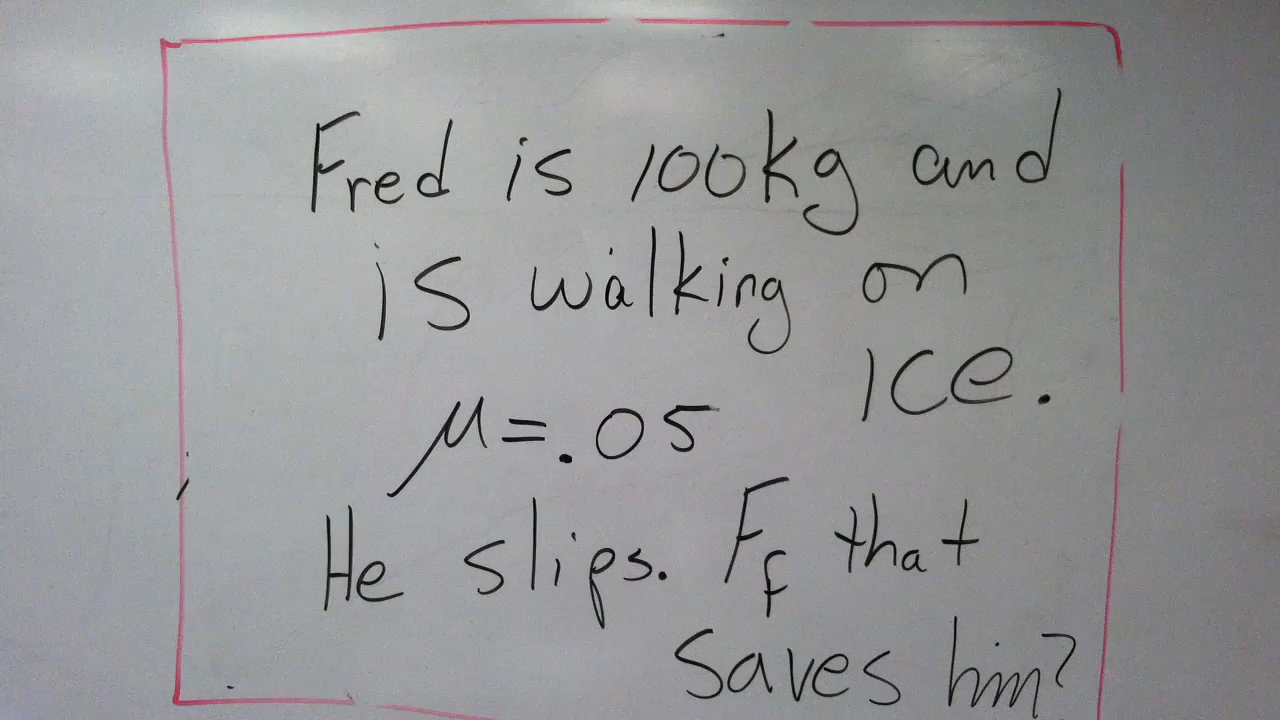 Fred is 100kg and
is walking on
ICE.
μ=.05
He slips. Ff that
saves him?